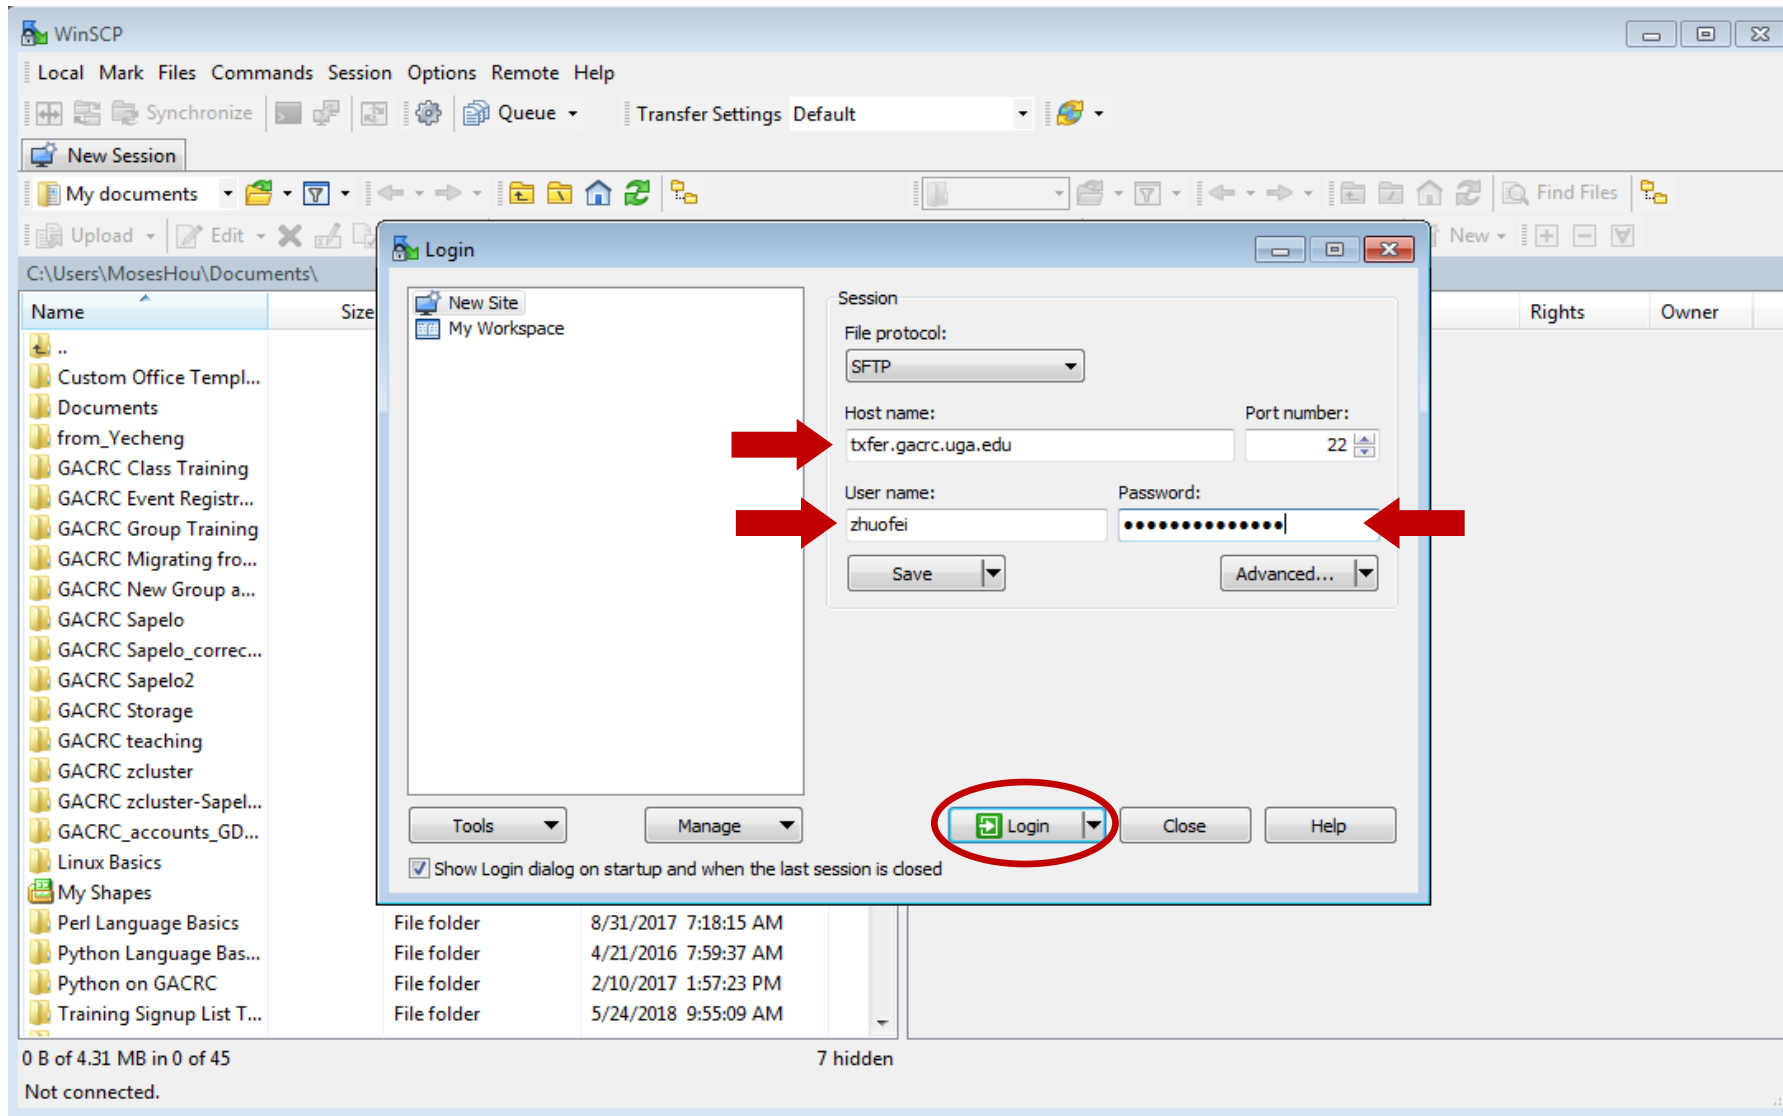 WinSCP
Local Mark Files Commands Session Options Remote Help
Synchronize Queue Transfer Settings Default
New Session
My documents Find Files
Upload Edit New
C:\Users\MosesHou\Documents\
Name Size Rights Owner
..
Custom Office Templ...
Documents
from_Yecheng
GACRC Class Training
GACRC Event Registr...
GACRC Group Training
GACRC Migrating fro...
GACRC New Group a...
GACRC Sapelo
GACRC Sapelo_correc...
GACRC Sapelo2
GACRC Storage
GACRC teaching
GACRC zcluster
GACRC zcluster-Sapel...
GACRC_accounts_GD...
Linux Basics
My Shapes
Perl Language Basics File folder 8/31/2017 7:18:15 AM
Python Language Bas... File folder 4/21/2016 7:59:37 AM
Python on GACRC File folder 2/10/2017 1:57:23 PM
Training Signup List T... File folder 5/24/2018 9:55:09 AM
Login
New Site
My Workspace
Session
File protocol:
SFTP
Host name: Port number:
txfer.gacrc.uga.edu 22
User name: Password:
zhuofei ••••••••••••••
Save Advanced...
Tools Manage Login Close Help
Show Login dialog on startup and when the last session is closed
0 B of 4.31 MB in 0 of 45 7 hidden
Not connected.